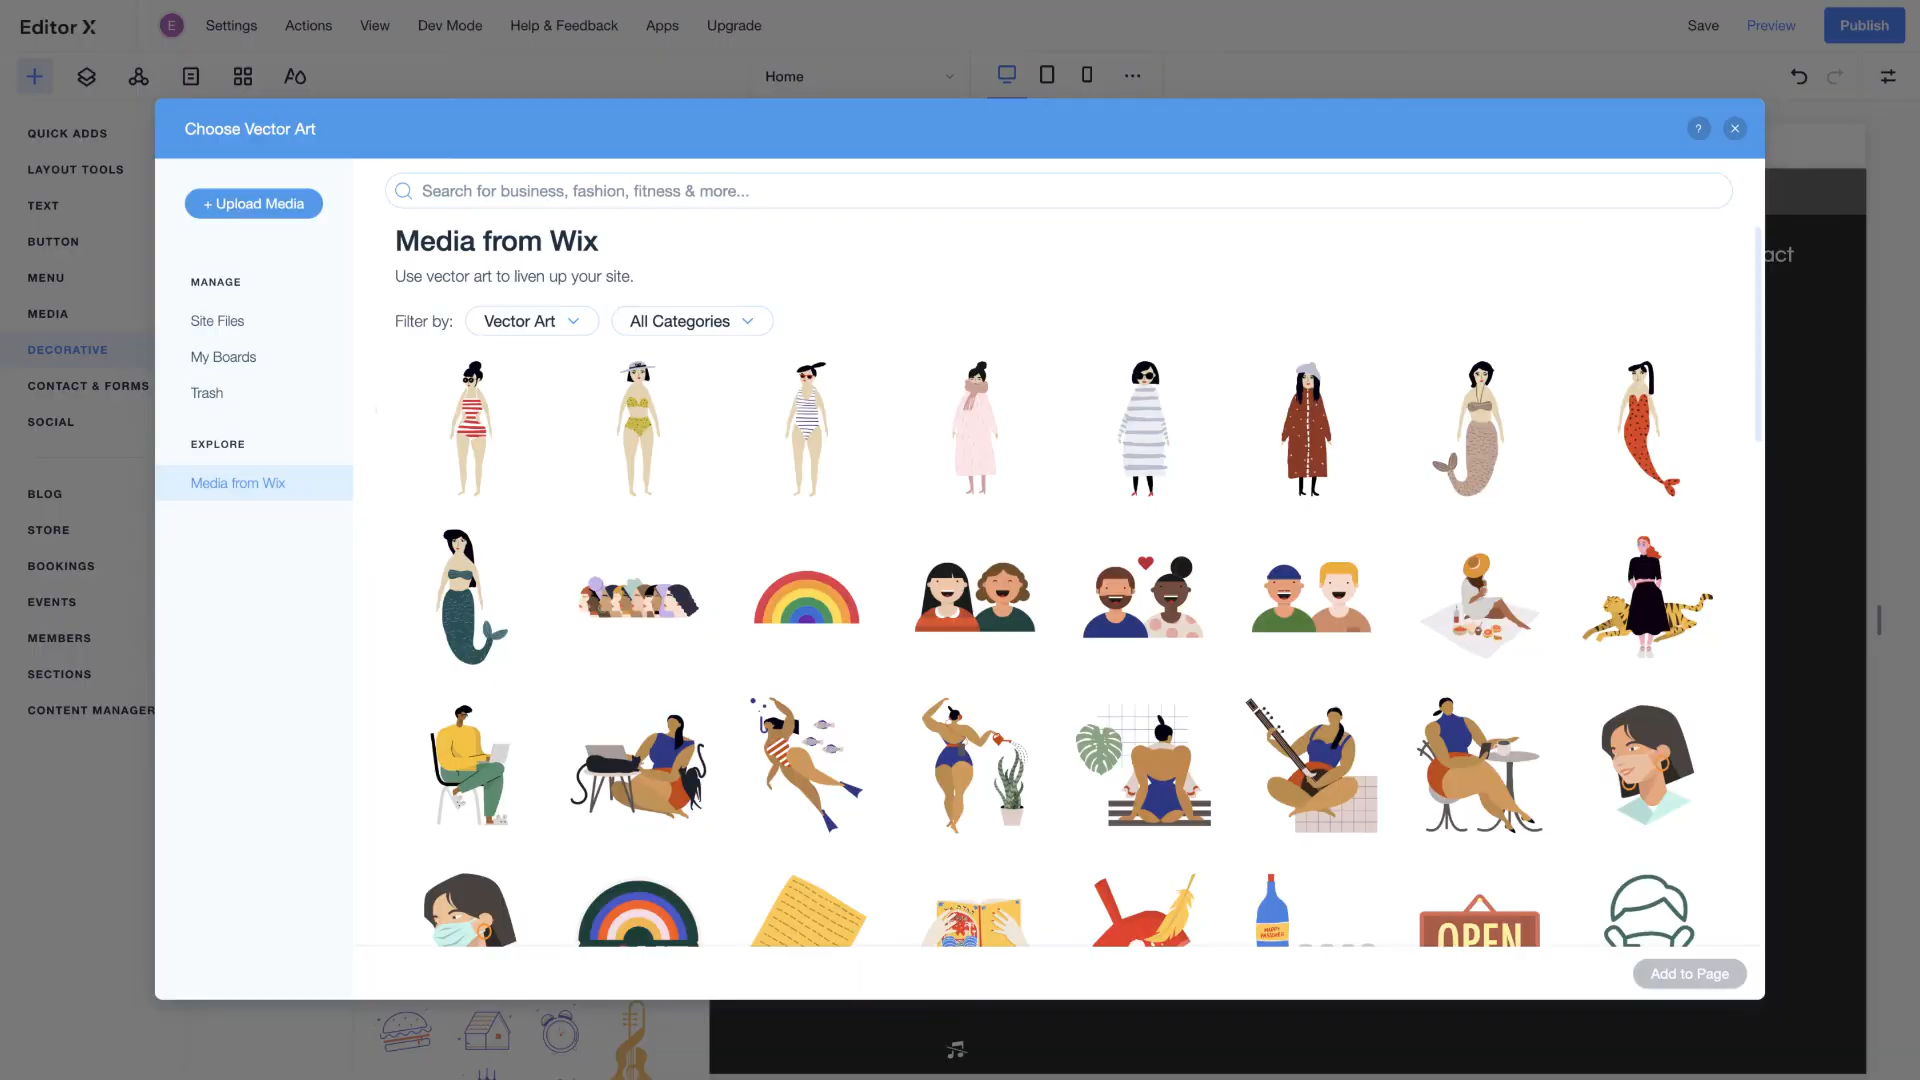 Editor X
E
Settings
Actions
View
Dev Mode
Help & Feedback
Apps
Upgrade
Save
Preview
Publish
Home
QUICK ADDS
LAYOUT TOOLS
TEXT
BUTTON
MENU
MEDIA
DECORATIVE
CONTACT & FORMS
SOCIAL
BLOG
STORE
BOOKINGS
EVENTS
MEMBERS
SECTIONS
CONTENT MANAGER
Choose Vector Art
?
+ Upload Media
MANAGE
Site Files
My Boards
Trash
EXPLORE
Media from Wix
Search for business, fashion, fitness & more...
Media from Wix
Use vector art to liven up your site.
Filter by:
Vector Art
All Categories
HAPPY
PASSOVER
OPEN
Add to Page
act